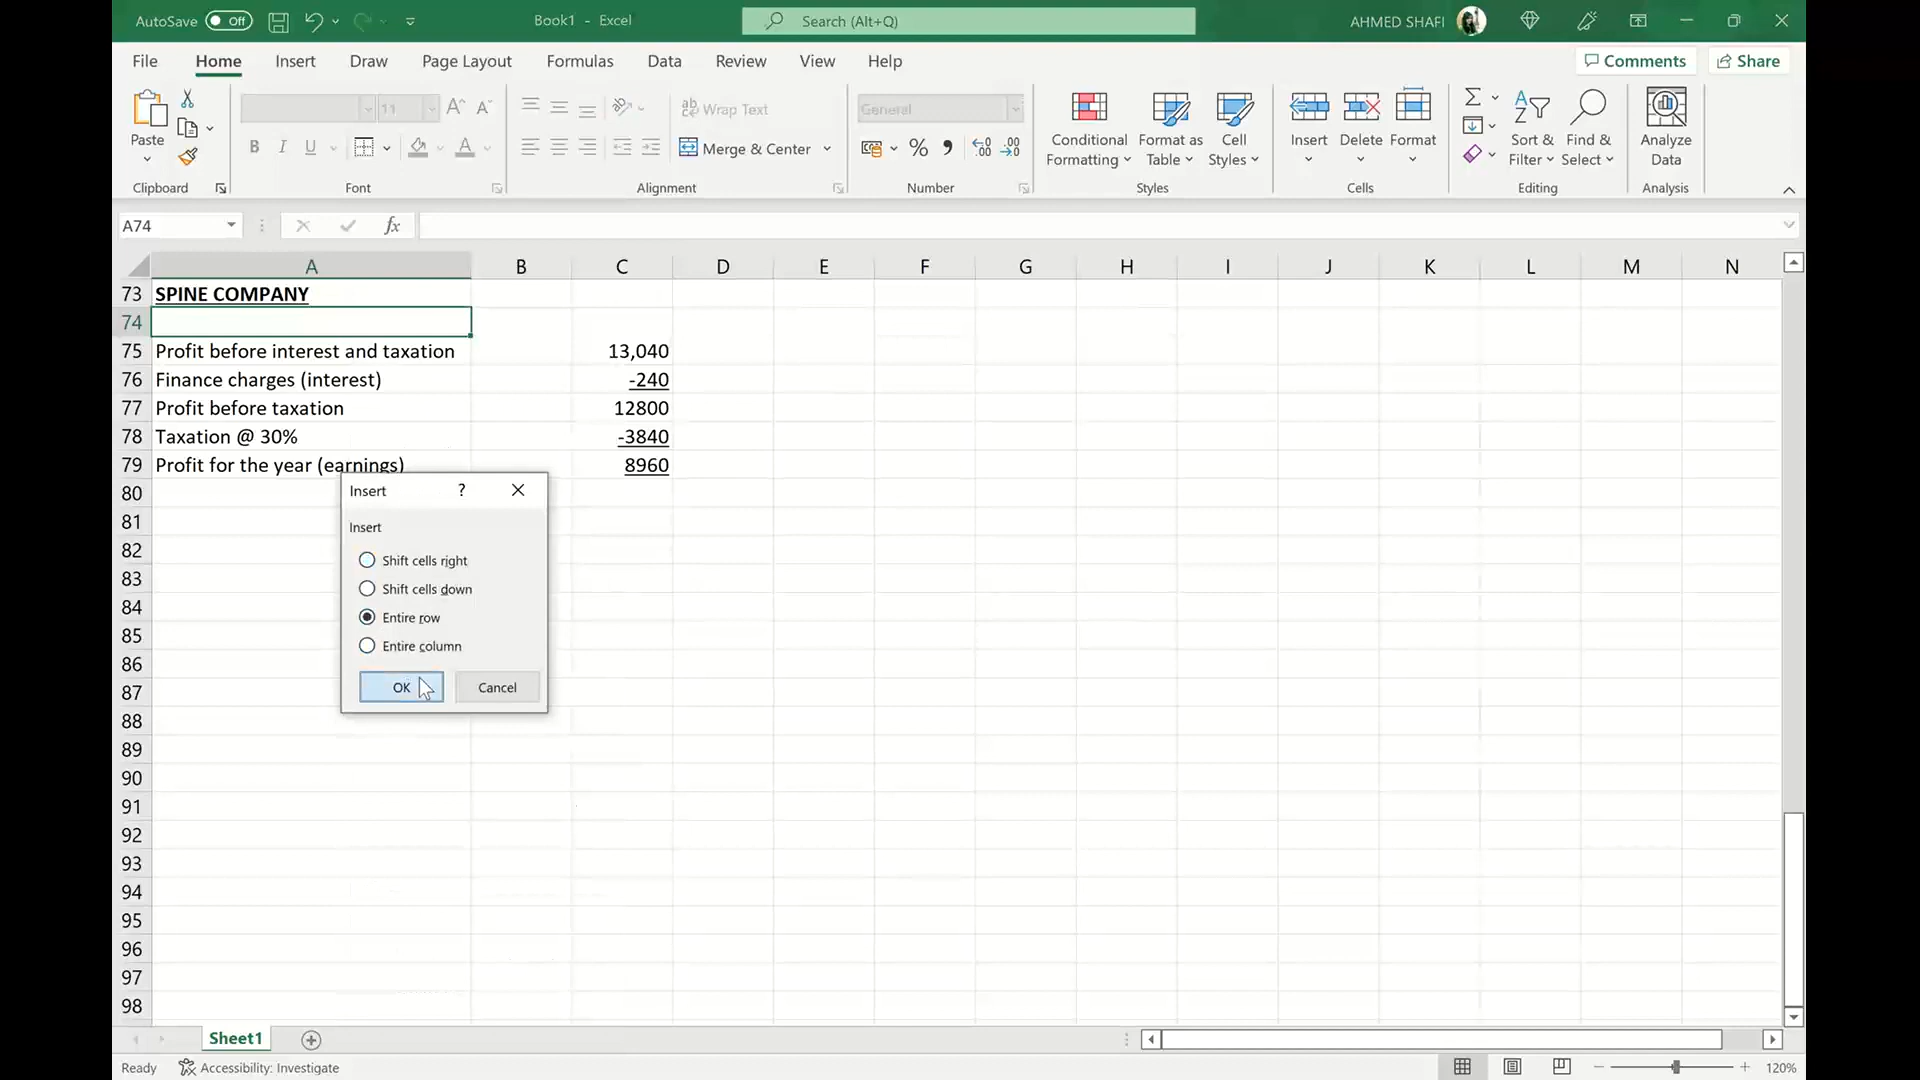 AutoSave Off Book1 - Excel Search (Alt+Q) AHMED SHAFI
File Home Insert Draw Page Layout Formulas Data Review View Help Comments Share
Paste
11
B I U A
Wrap Text
Merge & Center
General
% 
Conditional Formatting
Format as Table
Cell Styles
Insert Delete Format
Sort & Filter
Find & Select
Analyze Data
Clipboard Font Alignment Number Styles Cells Editing Analysis
A74 fx
A B C D E F G H I J K L M N
73 SPINE COMPANY
74
75 Profit before interest and taxation 13,040
76 Finance charges (interest) -240
77 Profit before taxation 12800
78 Taxation @ 30% -3840
79 Profit for the year (earnings) 8960
80
81
82
83
84
85
86
87
88
89
90
91
92
93
94
95
96
97
98
Insert ?
Insert
Shift cells right
Shift cells down
Entire row
Entire column
OK Cancel
Sheet1
Ready Accessibility: Investigate 120%